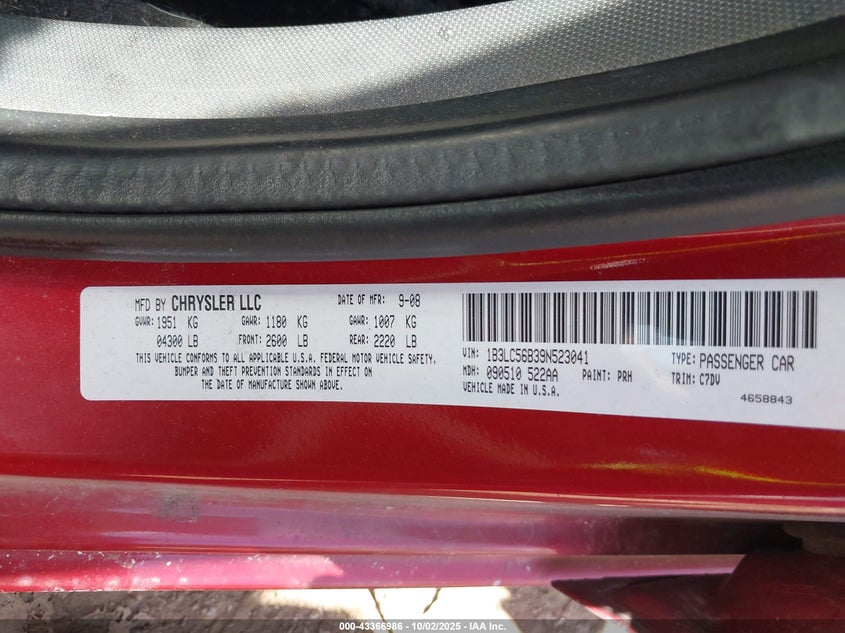 MFD BY CHRYSLER LLC DATE OF MFR: 9-08
GVWR: 1951 KG GAWR: 1180 KG GAWR: 1007 KG
04300 LB FRONT: 2600 LB REAR: 2220 LB
THIS VEHICLE CONFORMS TO ALL APPLICABLE U.S.A. FEDERAL MOTOR VEHICLE SAFETY,
BUMPER AND THEFT PREVENTION STANDARDS IN EFFECT ON
THE DATE OF MANUFACTURE SHOWN ABOVE.
VIN: 1B3LC56B39N523041 TYPE: PASSENGER CAR
MDH: 090510 522AA PAINT: PRH TRIM: C7DV
VEHICLE MADE IN U.S.A.
4658843
000-43366986 - 10/02/2025 - IAA Inc.